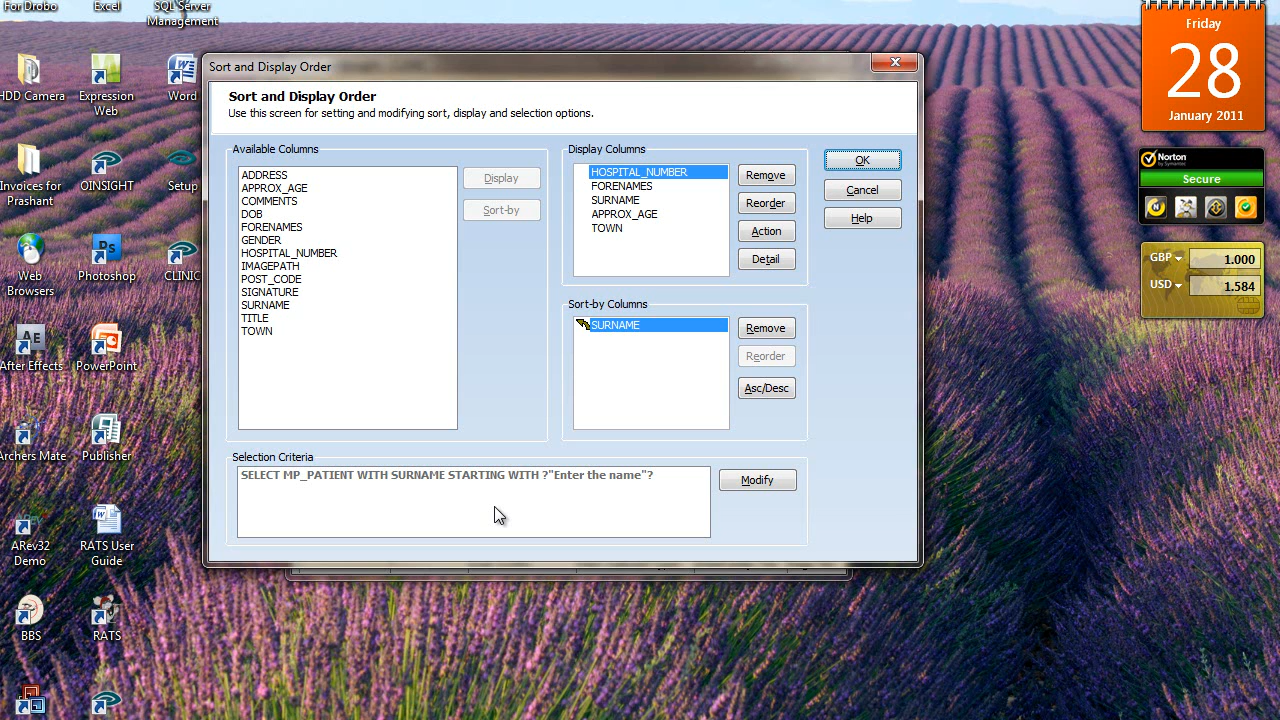 For Drobo
Excel
SQL Server
Management
HDD Camera
Expression
Web
Word
Invoices for
Prashant
OINSIGHT
Setup
Web
Browsers
Photoshop
CLINIC
After Effects
PowerPoint
Archers Mate
Publisher
ARev32
Demo
RATS User
Guide
BBS
RATS
Sort and Display Order
Sort and Display Order
Use this screen for setting and modifying sort, display and selection options.
Available Columns
ADDRESS
APPROX_AGE
COMMENTS
DOB
FORENAMES
GENDER
HOSPITAL_NUMBER
IMAGEPATH
POST_CODE
SIGNATURE
SURNAME
TITLE
TOWN
Display
Sort-by
Display Columns
HOSPITAL_NUMBER
FORENAMES
SURNAME
APPROX_AGE
TOWN
Remove
Reorder
Action
Detail
Sort-by Columns
SURNAME
Remove
Reorder
Asc/Desc
OK
Cancel
Help
Selection Criteria
SELECT MP_PATIENT WITH SURNAME STARTING WITH ?"Enter the name"?
Modify
Friday
28
January 2011
Norton
by Symantec
Secure
GBP 1.000
USD 1.584